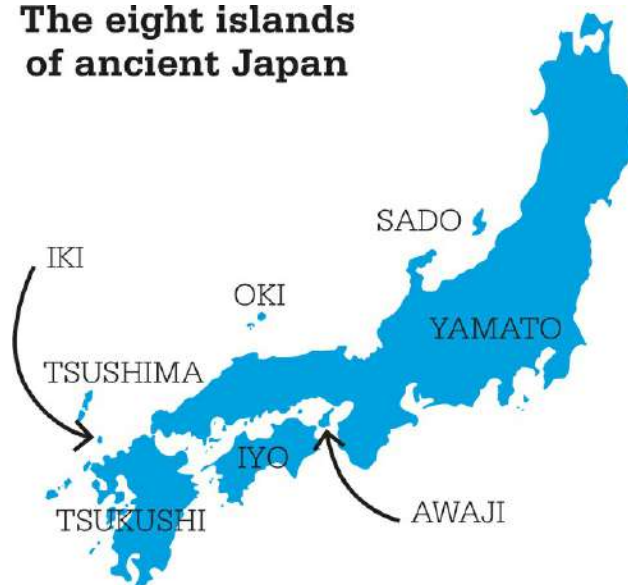 The eight islands
of ancient Japan
SADO
IKI
OKI
YAMATO
TSUSHIMA
IYO
TSUKUSHI
AWAJI